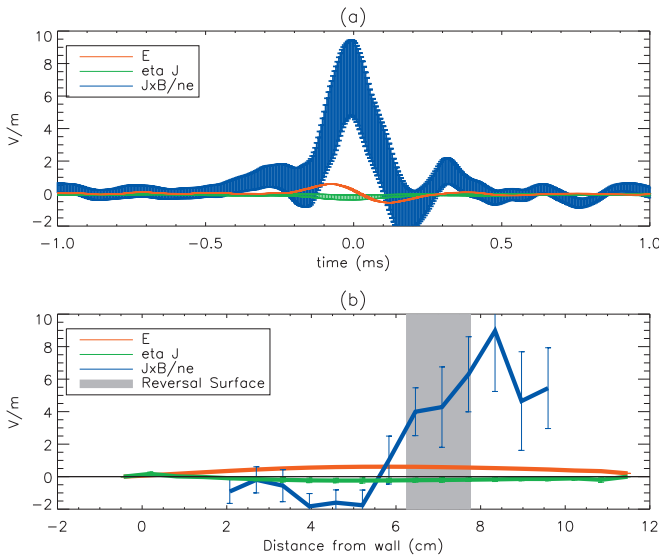 (a)
10
8
6
4
2
0
−2
V/m
E
eta J
JxB/ne
−1.0 −0.5 0.0 0.5 1.0
time (ms)
(b)
10
8
6
4
2
0
−2
V/m
E
eta J
JxB/ne
Reversal Surface
−2 0 2 4 6 8 10 12
Distance from wall (cm)